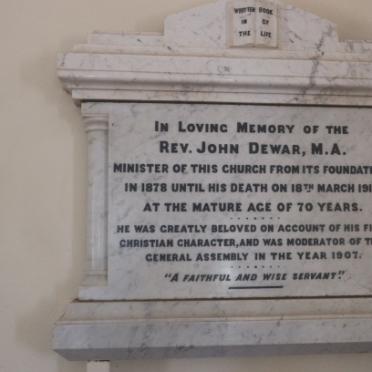 WRITTEN BOOK
IN OF
THE LIFE
IN LOVING MEMORY OF THE
REV. JOHN DEWAR, M.A.
MINISTER OF THIS CHURCH FROM ITS FOUNDAT
IN 1878 UNTIL HIS DEATH ON 18TH MARCH 191
AT THE MATURE AGE OF 70 YEARS.
HE WAS GREATLY BELOVED ON ACCOUNT OF HIS FI
CHRISTIAN CHARACTER, AND WAS MODERATOR OF T
GENERAL ASSEMBLY IN THE YEAR 1907.
"A FAITHFUL AND WISE SERVANT."